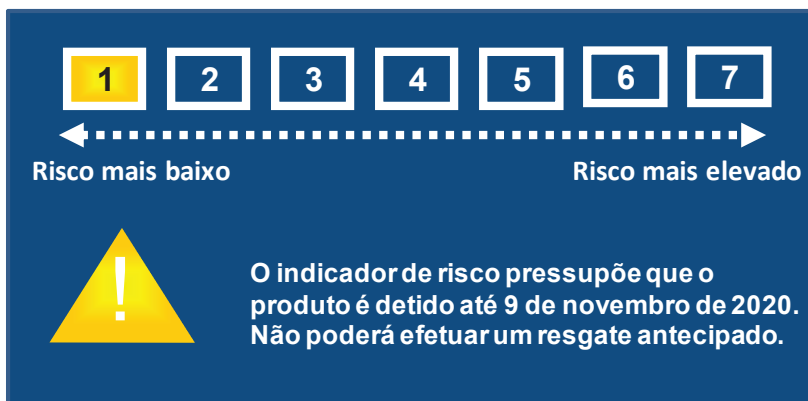 1 2 3 4 5 6 7
Risco mais baixo Risco mais elevado
!
O indicador de risco pressupõe que o
produto é detido até 9 de novembro de 2020.
Não poderá efetuar um resgate antecipado.